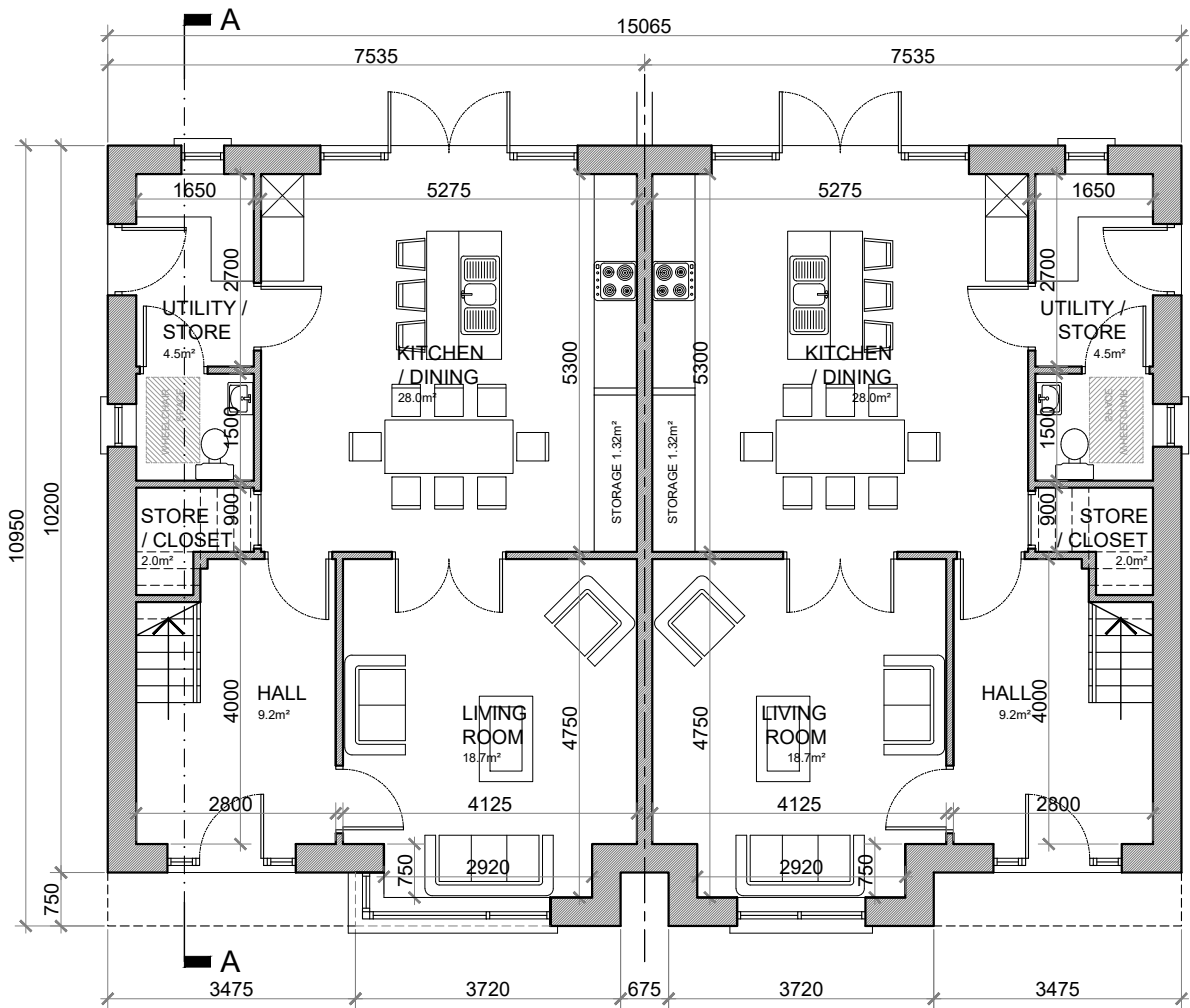 A
15065
7535
7535
1650
5275
5275
1650
2700
2700
UTILITY /
STORE
4.5m²
UTILITY /
STORE
4.5m²
KITCHEN
/ DINING
28.0m²
KITCHEN
/ DINING
28.0m²
5300
5300
WHEELCHAIR
SPACE
WHEELCHAIR
SPACE
1500
1500
STORAGE 1.32m²
STORAGE 1.32m²
10950
10200
STORE
/ CLOSET
2.0m²
900
STORE
/ CLOSET
2.0m²
900
HALL
9.2m²
4000
HALL
9.2m²
4000
LIVING
ROOM
18.7m²
4750
LIVING
ROOM
18.7m²
4750
2800
4125
4125
2800
750
2920
2920
750
750
A
3475
3720
675
3720
3475